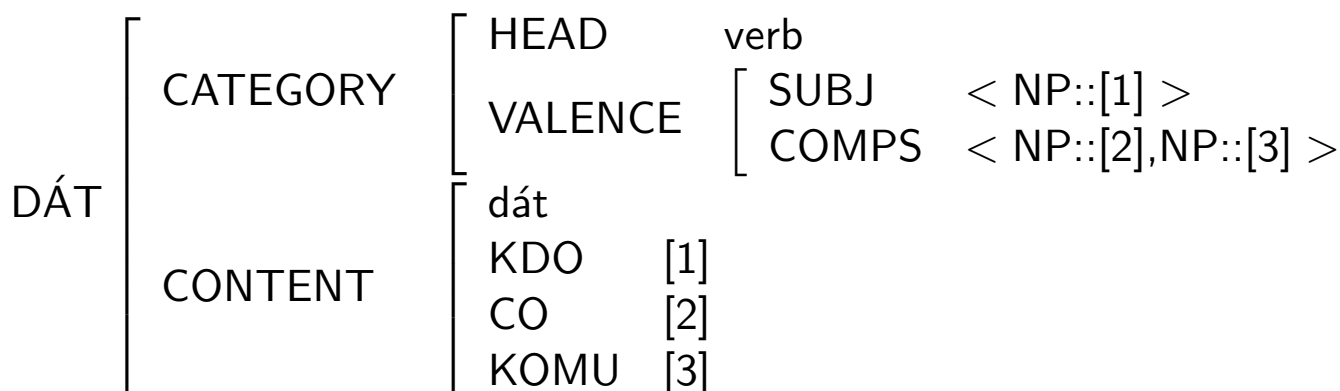 HEAD verb
CATEGORY
SUBJ < NP::[1] >
VALENCE
COMPS < NP::[2],NP::[3] >
DÁT
dát
KDO [1]
CONTENT
CO [2]
KOMU [3]